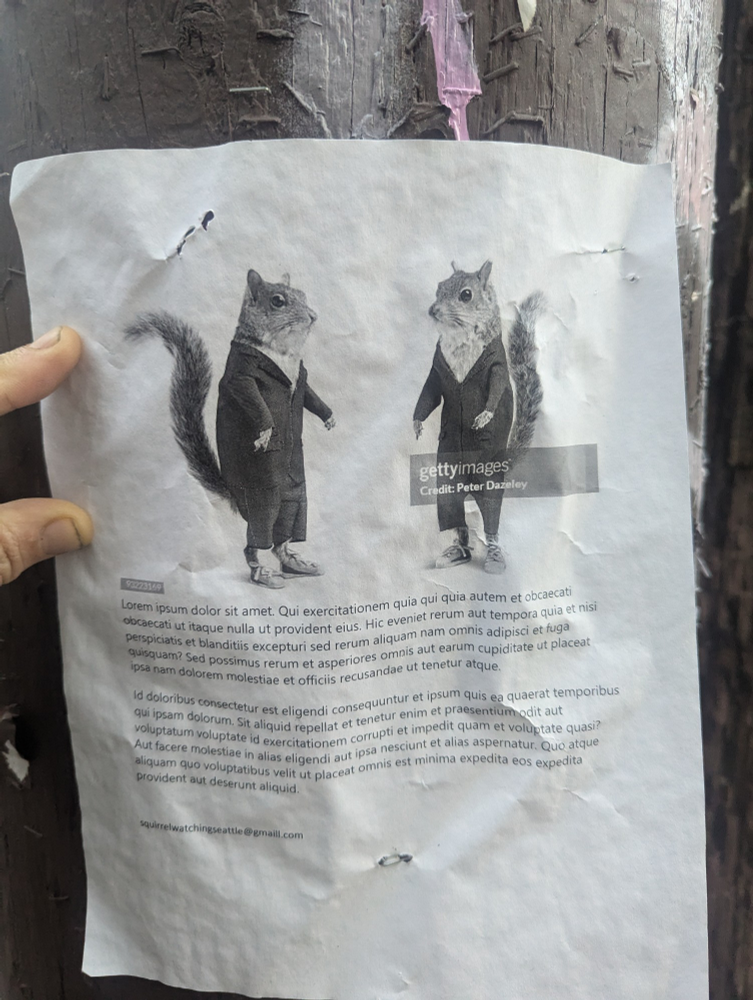 gettyimages
Credit: Peter Dazeley
93223169
Lorem ipsum dolor sit amet. Qui exercitationem quia qui quia autem et obcaecati
obcaecati ut itaque nulla ut provident eius. Hic eveniet rerum aut tempora quia et nisi
perspiciatis et blanditiis excepturi sed rerum aliquam nam omnis adipisci et fuga
quisquam? Sed possimus rerum et asperiores omnis aut earum cupiditate ut placeat
ipsa nam dolorem molestiae et officiis recusandae ut tenetur atque.
Id doloribus consectetur est eligendi consequuntur et ipsum quis ea quaerat temporibus
qui ipsam dolorum. Sit aliquid repellat et tenetur enim et praesentium odit aut
voluptatum voluptate id exercitationem corrupti et impedit quam et voluptate quasi?
Aut facere molestiae in alias eligendi aut ipsa nesciunt et alias aspernatur. Quo atque
aliquam quo voluptatibus velit ut placeat omnis est minima expedita eos expedita
provident aut deserunt aliquid.
squirrelwatchingseattle@gmaill.com